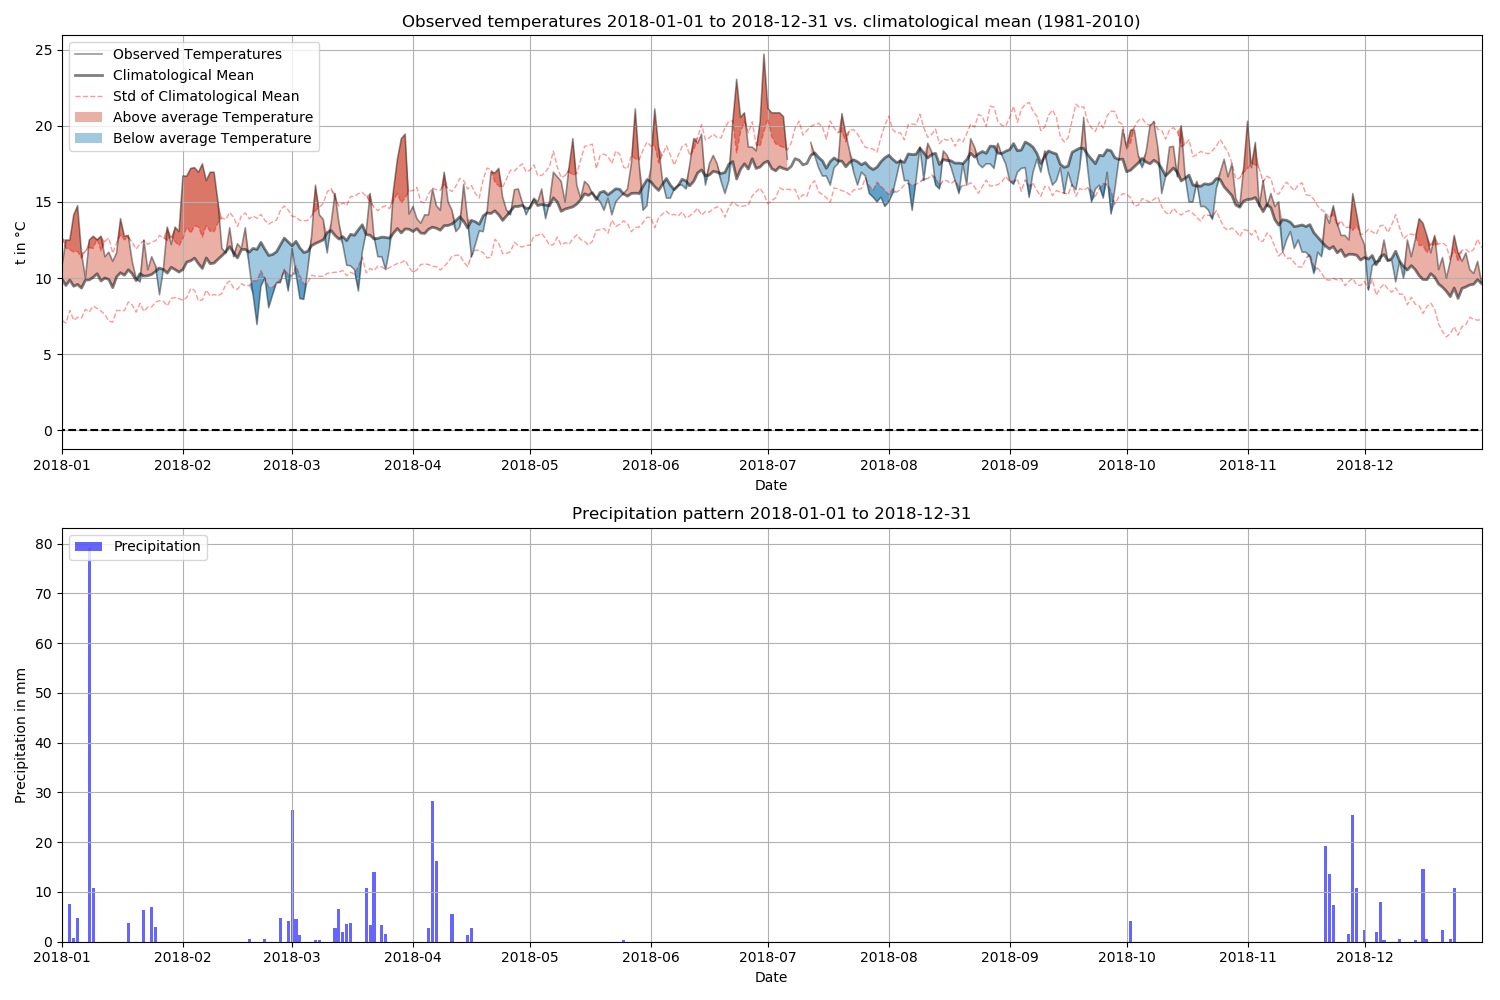 Observed temperatures 2018-01-01 to 2018-12-31 vs. climatological mean (1981-2010)
Observed Temperatures
Climatological Mean
Std of Climatological Mean
Above average Temperature
Below average Temperature
t in °C
25
20
15
10
5
0
2018-01 2018-02 2018-03 2018-04 2018-05 2018-06 2018-07 2018-08 2018-09 2018-10 2018-11 2018-12
Date
Precipitation pattern 2018-01-01 to 2018-12-31
Precipitation
Precipitation in mm
80
70
60
50
40
30
20
10
0
2018-01 2018-02 2018-03 2018-04 2018-05 2018-06 2018-07 2018-08 2018-09 2018-10 2018-11 2018-12
Date